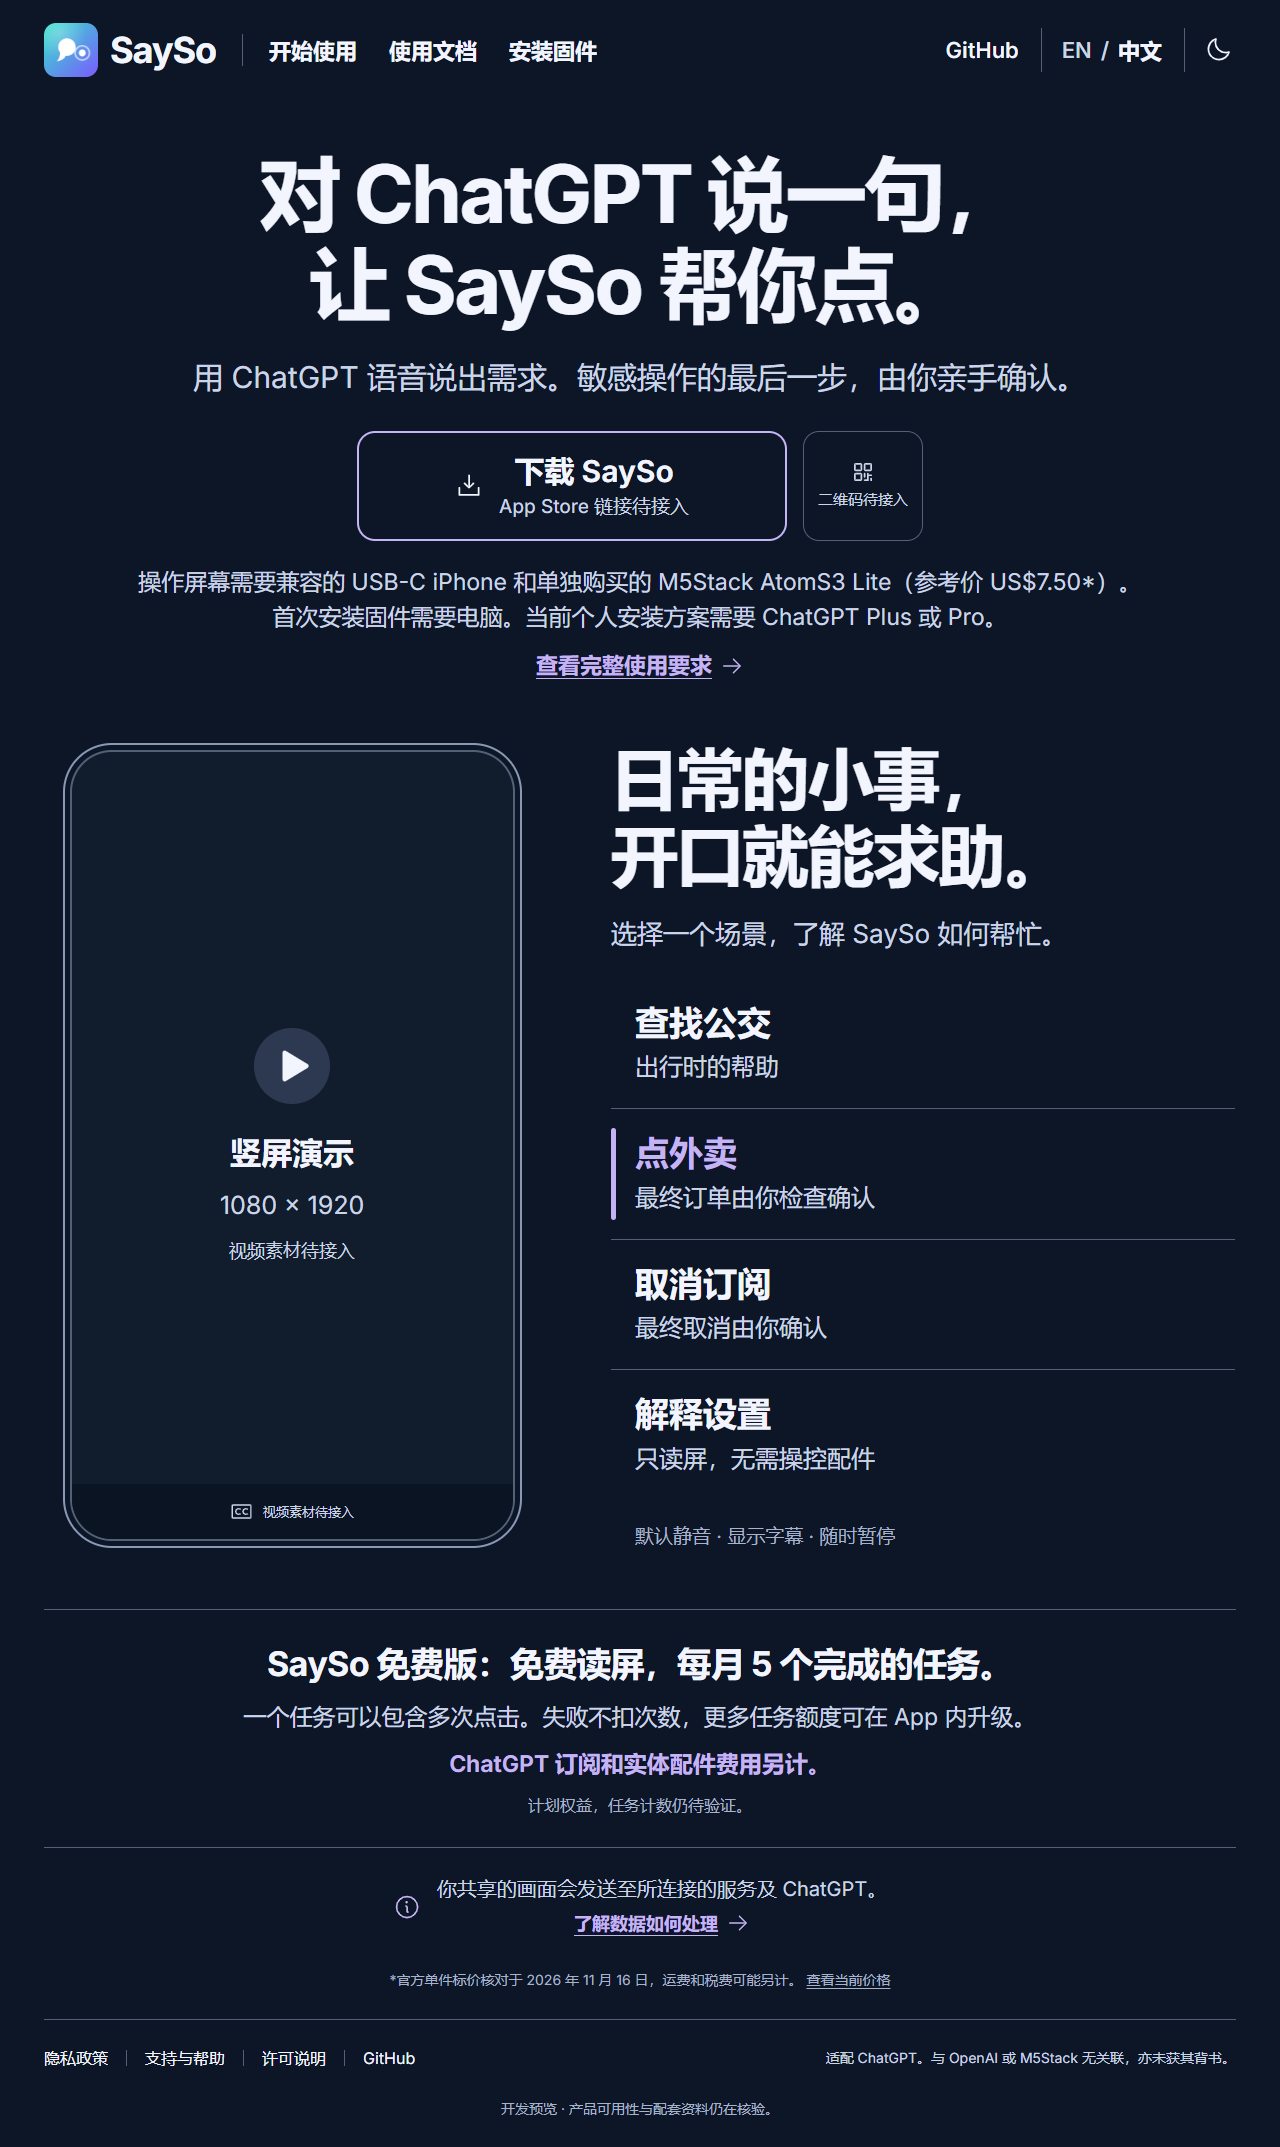 SaySo
开始使用
使用文档
安装固件
GitHub
EN / 中文
对 ChatGPT 说一句，
让 SaySo 帮你点。
用 ChatGPT 语音说出需求。敏感操作的最后一步，由你亲手确认。
下载 SaySo
App Store 链接待接入
二维码待接入
操作屏幕需要兼容的 USB-C iPhone 和单独购买的 M5Stack AtomS3 Lite（参考价 US$7.50*）。
首次安装固件需要电脑。当前个人安装方案需要 ChatGPT Plus 或 Pro。
查看完整使用要求
竖屏演示
1080 × 1920
视频素材待接入
CC 视频素材待接入
日常的小事，
开口就能求助。
选择一个场景，了解 SaySo 如何帮忙。
查找公交
出行时的帮助
点外卖
最终订单由你检查确认
取消订阅
最终取消由你确认
解释设置
只读屏，无需操控配件
默认静音 · 显示字幕 · 随时暂停
SaySo 免费版：免费读屏，每月 5 个完成的任务。
一个任务可以包含多次点击。失败不扣次数，更多任务额度可在 App 内升级。
ChatGPT 订阅和实体配件费用另计。
计划权益，任务计数仍待验证。
你共享的画面会发送至所连接的服务及 ChatGPT。
了解数据如何处理
*官方单件标价核对于 2026 年 11 月 16 日，运费和税费可能另计。 查看当前价格
隐私政策
支持与帮助
许可说明
GitHub
适配 ChatGPT。与 OpenAI 或 M5Stack 无关联，亦未获其背书。
开发预览 · 产品可用性与配套资料仍在核验。